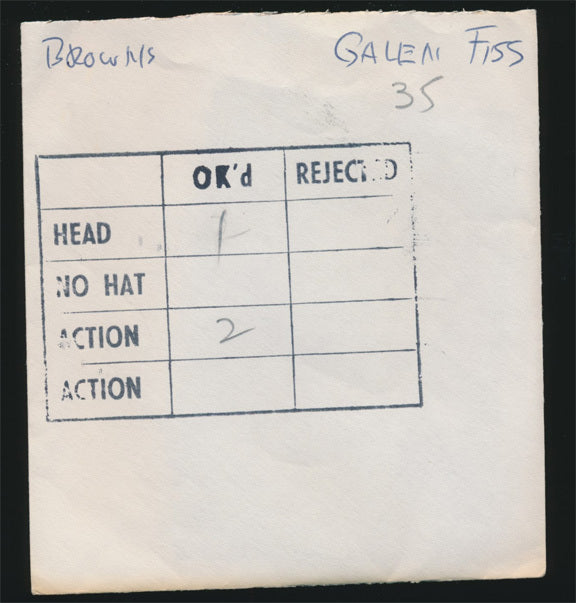 Browns Galen Fiss
35
OK'd REJECTED
HEAD 1
NO HAT
ACTION 2
ACTION